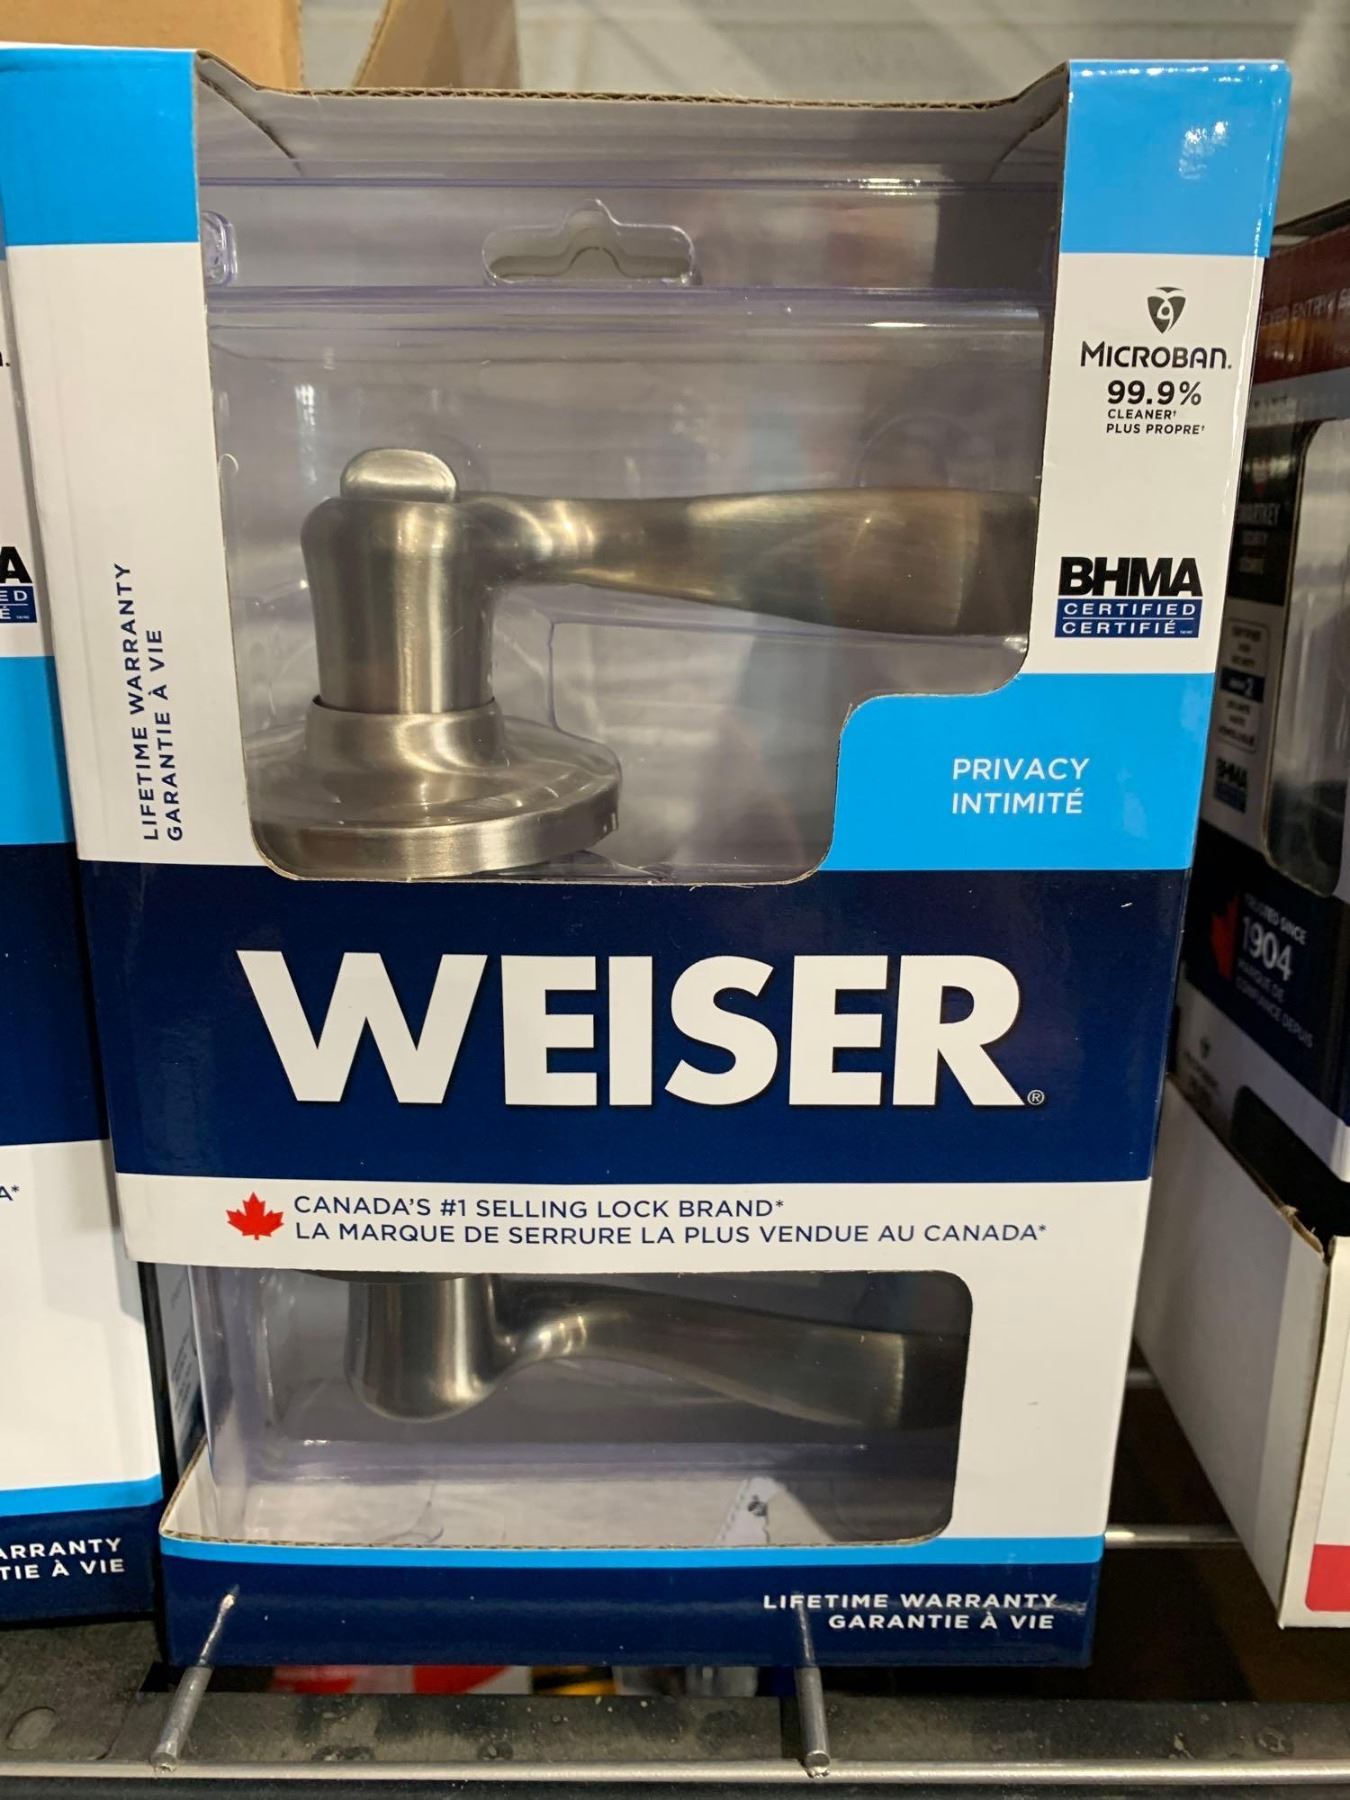 MICROBAN.
99.9%
CLEANER†
PLUS PROPRE†
BHMA
CERTIFIED
CERTIFIÉ
LIFETIME WARRANTY
GARANTIE À VIE
PRIVACY
INTIMITÉ
WEISER®
CANADA'S #1 SELLING LOCK BRAND*
LA MARQUE DE SERRURE LA PLUS VENDUE AU CANADA*
LIFETIME WARRANTY
GARANTIE À VIE
ARRANTY
TIE À VIE
1904